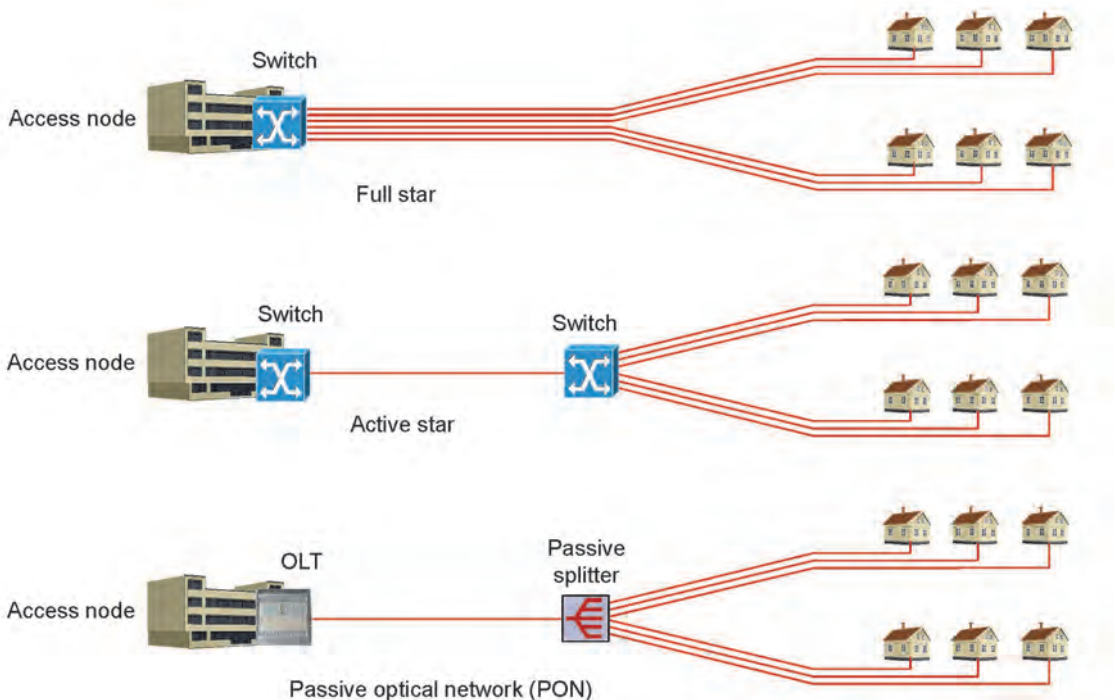 Switch
Access node
Full star
Switch
Switch
Access node
Active star
OLT
Passive
splitter
Access node
Passive optical network (PON)